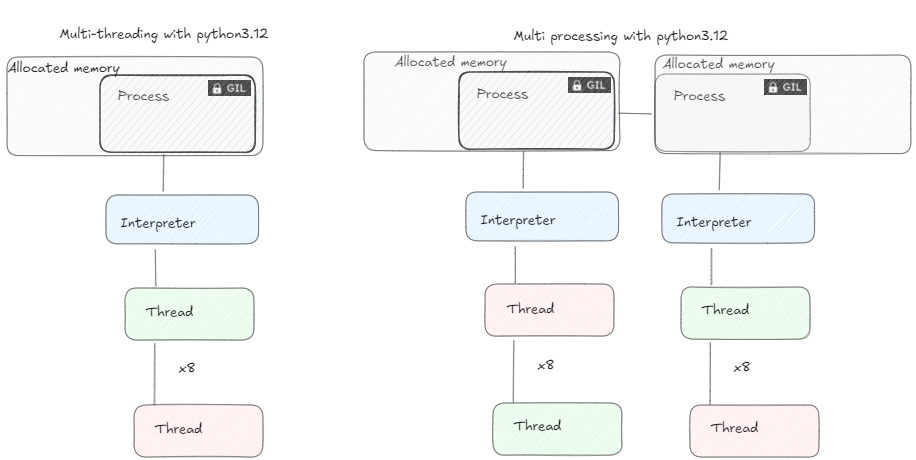 Multi-threading with python3.12
Allocated memory
GIL
Process
Interpreter
Thread
x8
Thread
Multi processing with python3.12
Allocated memory
GIL
Process
Interpreter
Thread
x8
Thread
Allocated memory
GIL
Process
Interpreter
Thread
x8
Thread